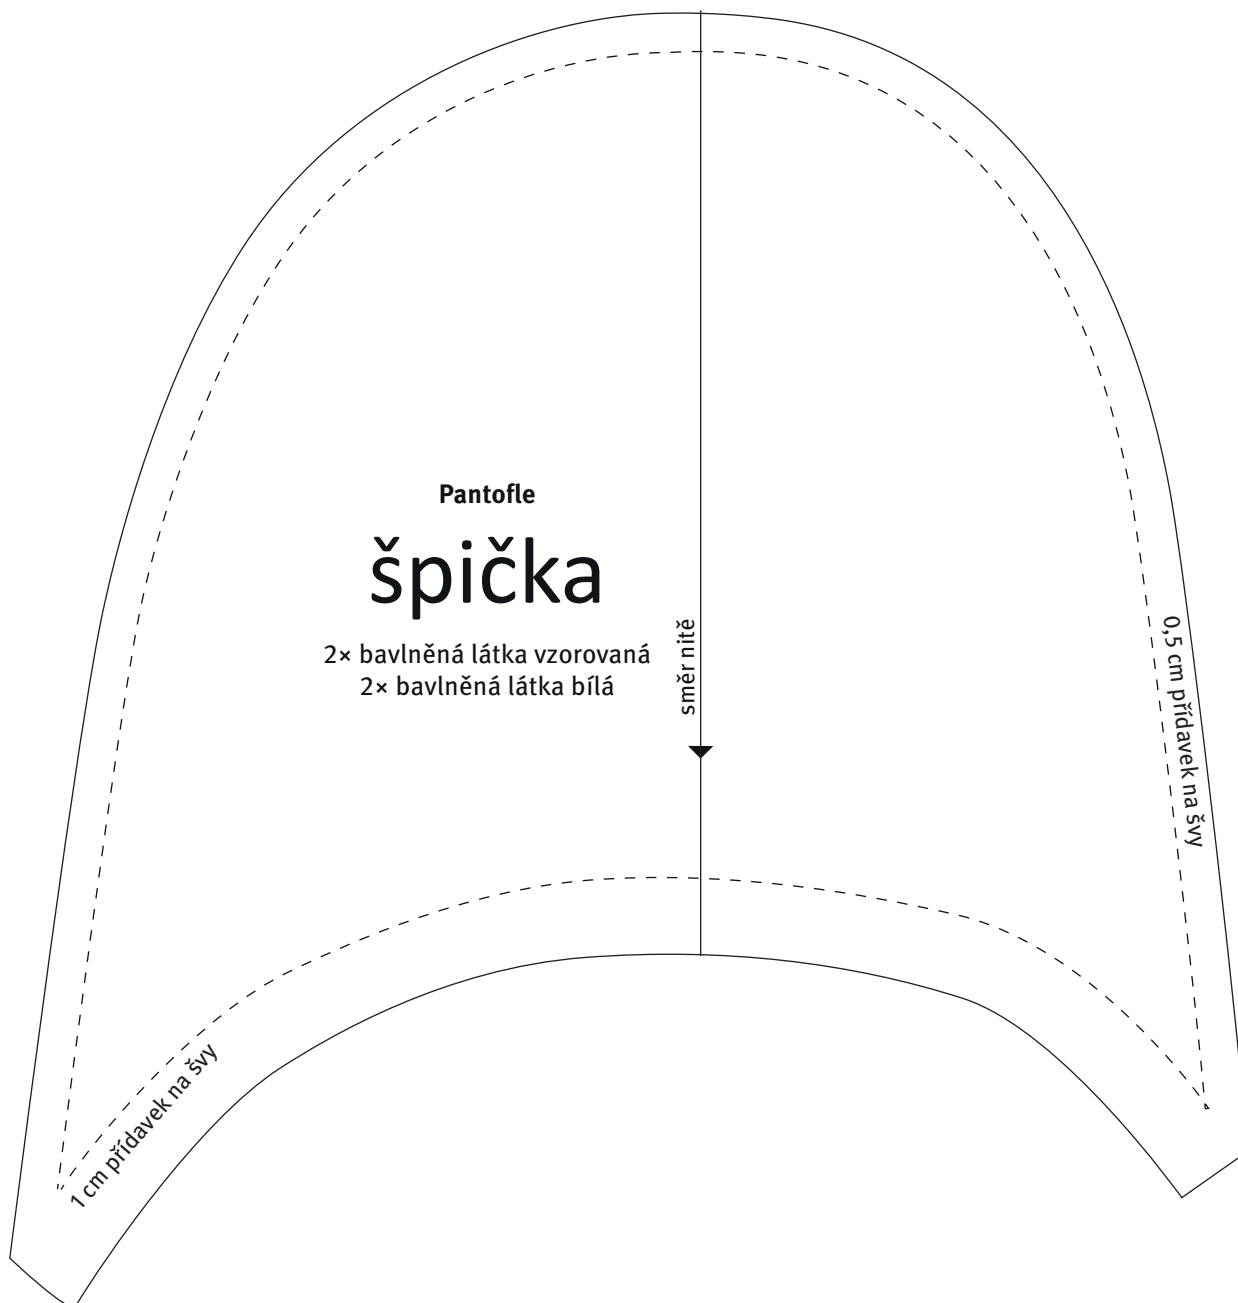 Pantofle
špička
2× bavlněná látka vzorovaná
2× bavlněná látka bílá
směr nitě
0,5 cm přídavek na švy
1 cm přídavek na švy